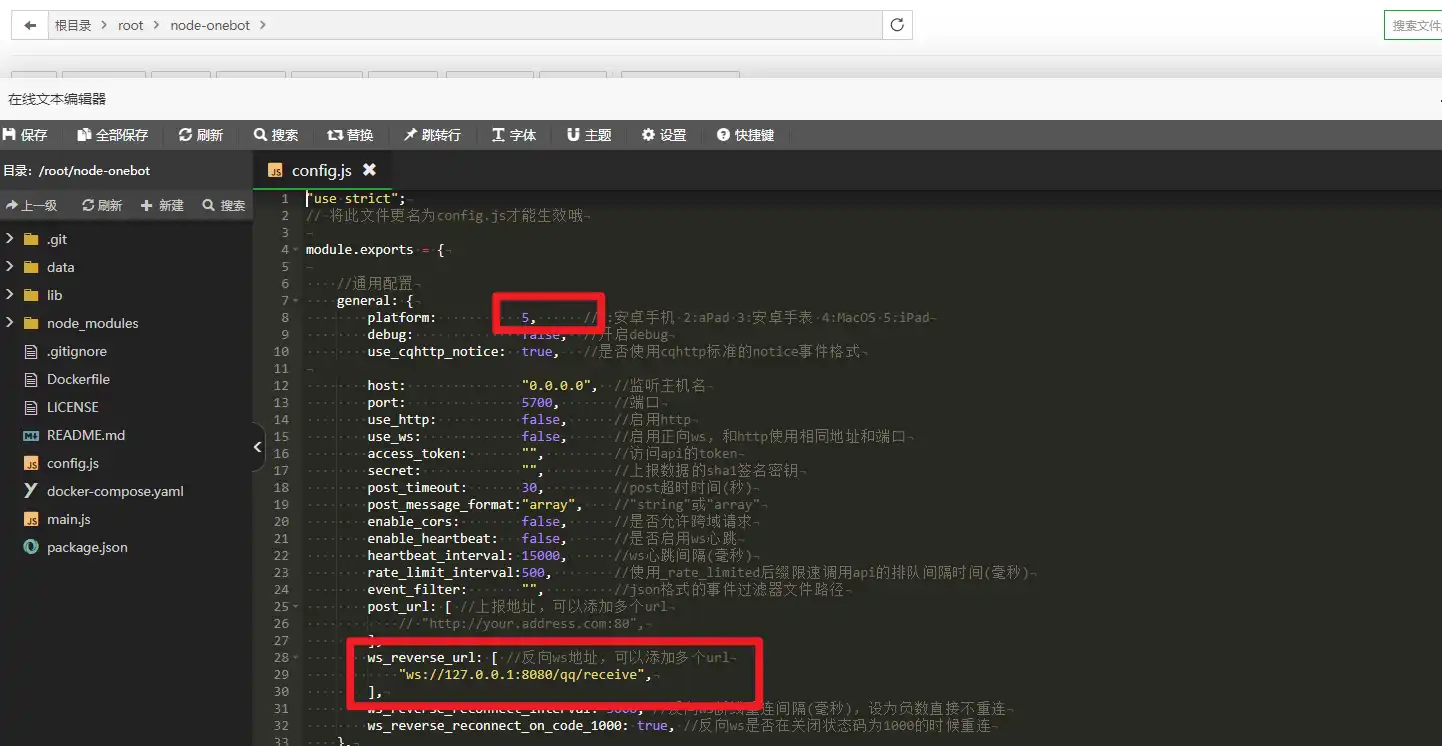 根目录 root node-onebot
搜索文件
在线文本编辑器
保存 全部保存 刷新 搜索 替换 跳转行 字体 主题 设置 快捷键
目录: /root/node-onebot
上一级 刷新 新建 搜索
.git
data
lib
node_modules
.gitignore
Dockerfile
LICENSE
README.md
config.js
docker-compose.yaml
main.js
package.json
config.js
1 "use strict";
2 // 将此文件更名为config.js才能生效哦
3
4 module.exports = {
5
6 //通用配置
7 general: {
8 platform: 5, // :安卓手机 2:aPad 3:安卓手表 4:MacOS 5:iPad
9 debug: false, //开启debug
10 use_cqhttp_notice: true, //是否使用cqhttp标准的notice事件格式
11
12 host: "0.0.0.0", //监听主机名
13 port: 5700, //端口
14 use_http: false, //启用http
15 use_ws: false, //启用正向ws，和http使用相同地址和端口
16 access_token: "", //访问api的token
17 secret: "", //上报数据的sha1签名密钥
18 post_timeout: 30, //post超时时间(秒)
19 post_message_format:"array", //"string"或"array"
20 enable_cors: false, //是否允许跨域请求
21 enable_heartbeat: false, //是否启用ws心跳
22 heartbeat_interval: 15000, //ws心跳间隔(毫秒)
23 rate_limit_interval:500, //使用_rate_limited后缀限速调用api的排队间隔时间(毫秒)
24 event_filter: "", //json格式的事件过滤器文件路径
25 post_url: [ //上报地址，可以添加多个url
26 // "http://your.address.com:80",
27 ],
28 ws_reverse_url: [ //反向ws地址，可以添加多个url
29 "ws://127.0.0.1:8080/qq/receive",
30 ],
31 ws_reverse_reconnect_interval: 3000, //反向ws断线重连间隔(毫秒)，设为负数直接不重连
32 ws_reverse_reconnect_on_code_1000: true, //反向ws是否在关闭状态码为1000的时候重连
33 },